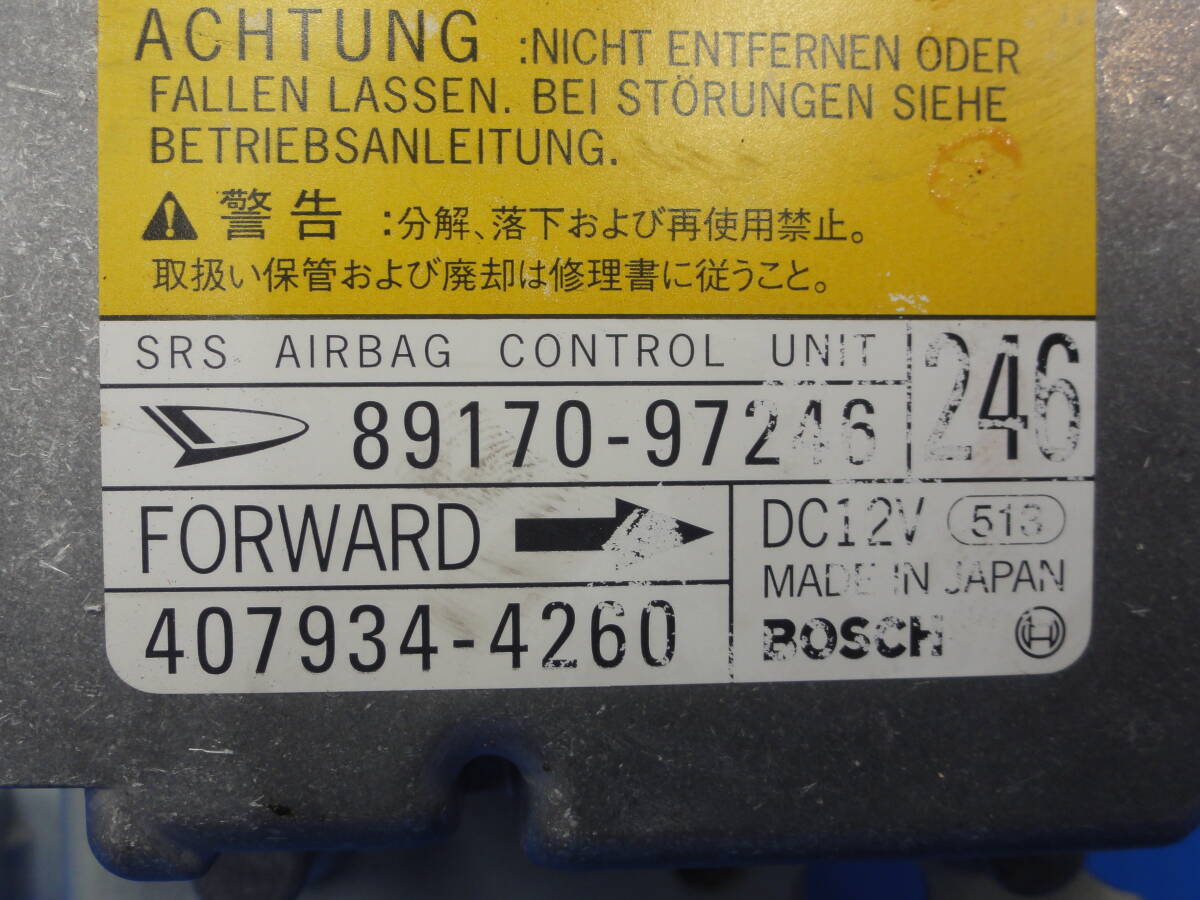 ACHTUNG :NICHT ENTFERNEN ODER
FALLEN LASSEN. BEI STÖRUNGEN SIEHE
BETRIEBSANLEITUNG.
警告 :分解、落下および再使用禁止。
取扱い保管および廃却は修理書に従うこと。
SRS AIRBAG CONTROL UNIT
246
89170-97246
FORWARD
DC12V 513
MADE IN JAPAN
407934-4260
BOSCH